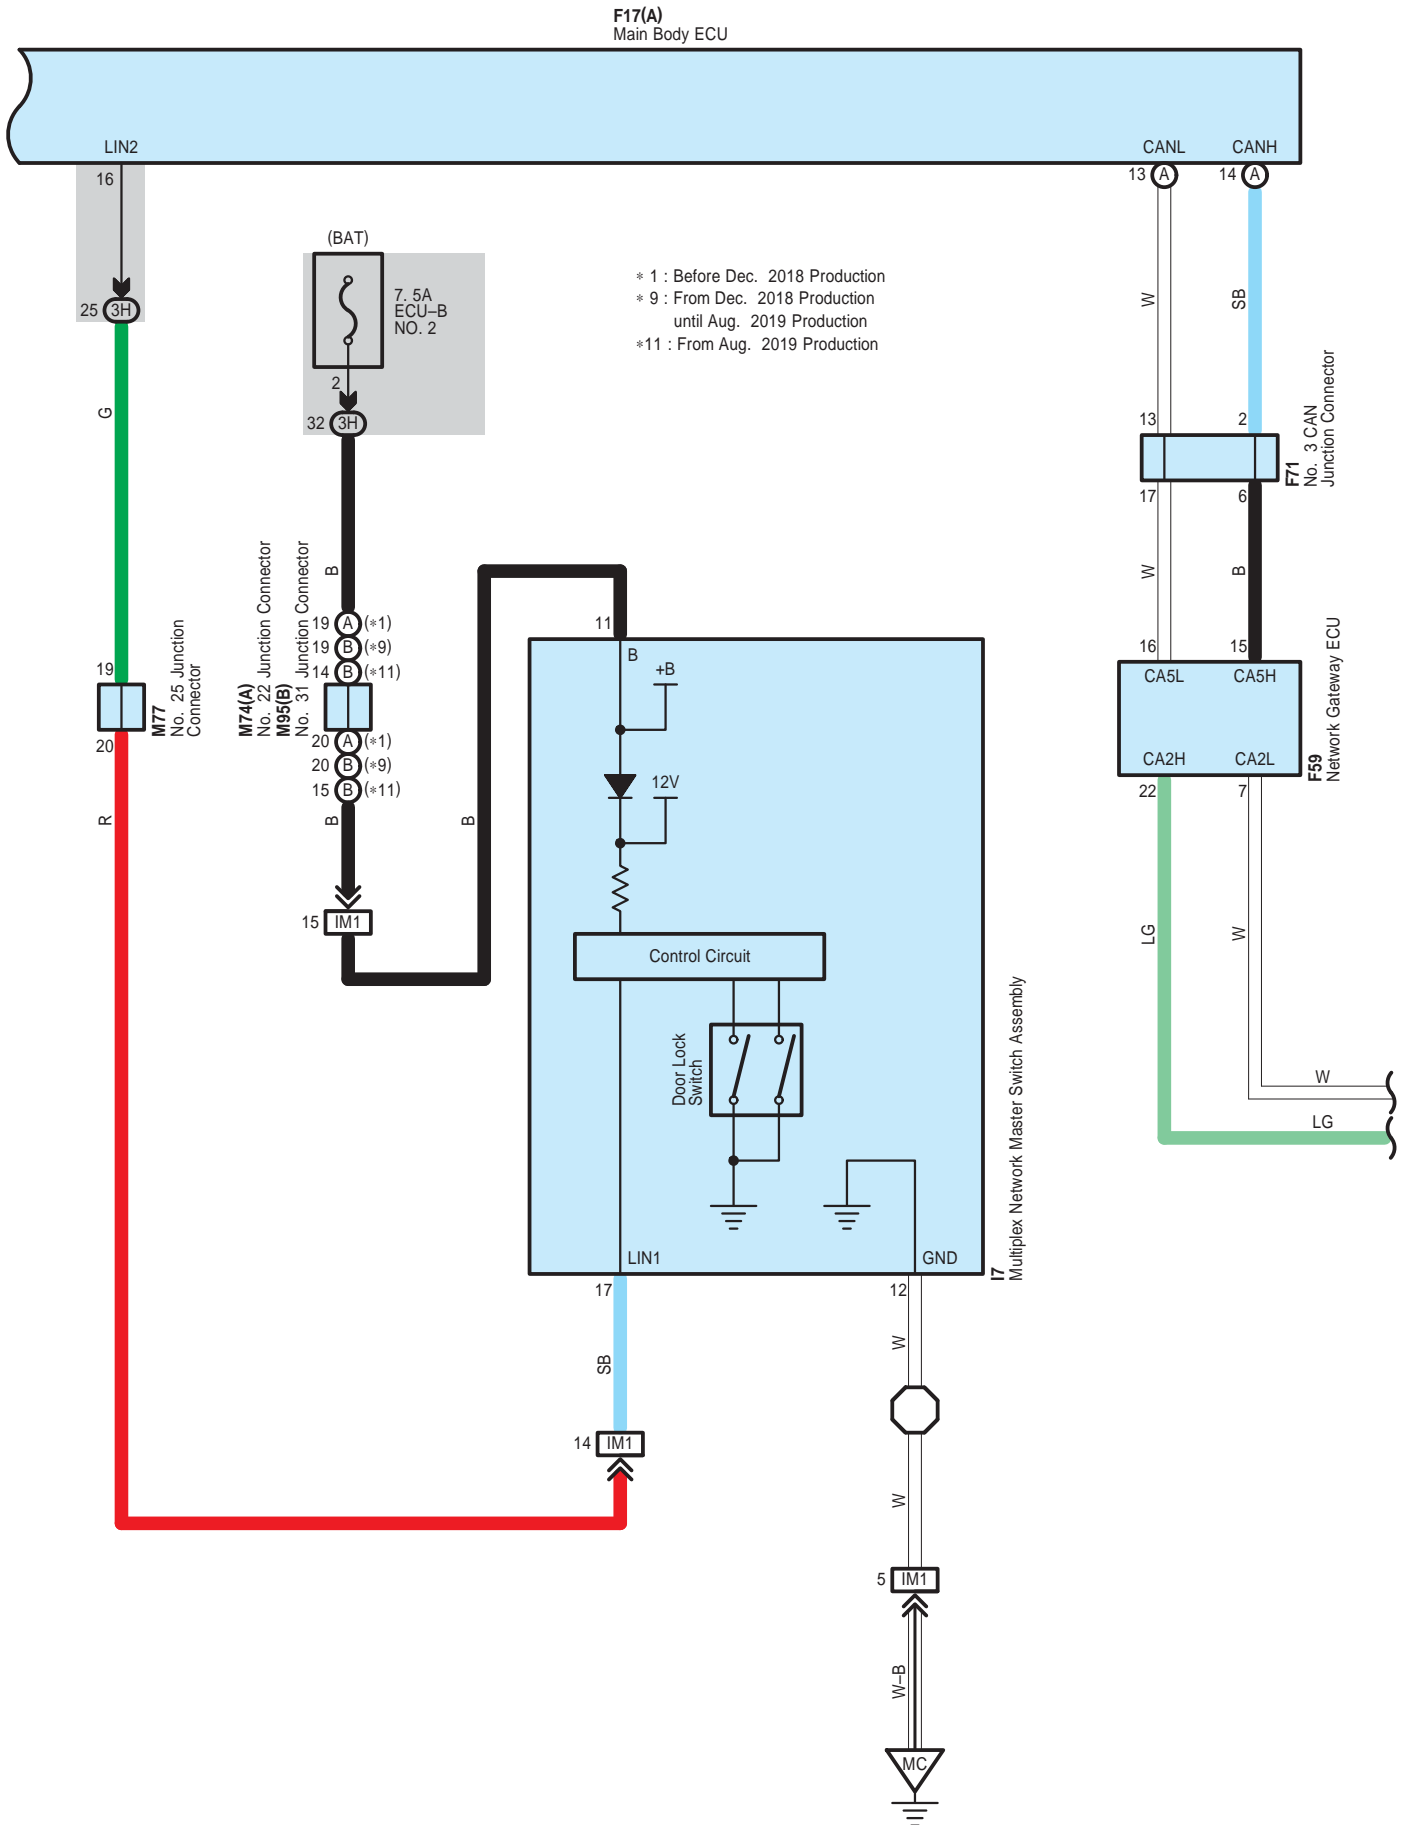 F17(A)
Main Body ECU
LIN2
CANL
CANH
16
13
A
14
A
(BAT)
7. 5A
ECU–B
NO. 2
2
25
3H
32
3H
∗ 1 : Before Dec. 2018 Production
∗ 9 : From Dec. 2018 Production
until Aug. 2019 Production
∗11 : From Aug. 2019 Production
W
SB
G
13
2
17
6
F71
No. 3 CAN
Junction Connector
B
W
B
19
A
(∗1)
19
B
(∗9)
14
B
(∗11)
M74(A)
No. 22 Junction Connector
M95(B)
No. 31 Junction Connector
20
A
(∗1)
20
B
(∗9)
15
B
(∗11)
19
20
M77
No. 25 Junction
Connector
11
B
+B
12V
16
15
CA5L
CA5H
CA2H
CA2L
22
7
F59
Network Gateway ECU
R
B
B
15
IM1
Control Circuit
Door Lock
Switch
LG
W
W
LG
LIN1
GND
17
12
I7
Multiplex Network Master Switch Assembly
SB
W
14
IM1
W
5
IM1
W–B
MC